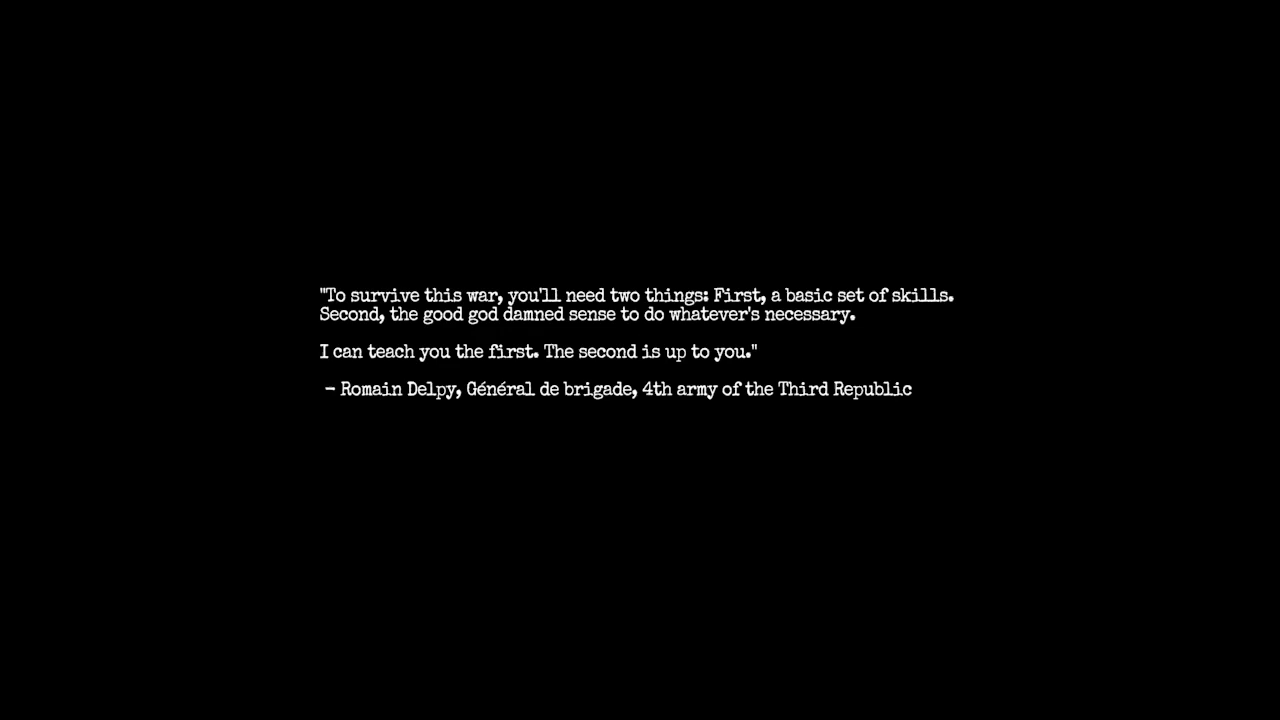 "To survive this war, you'll need two things: First, a basic set of skills.
Second, the good god damned sense to do whatever's necessary.
I can teach you the first. The second is up to you."
- Romain Delpy, Général de brigade, 4th army of the Third Republic